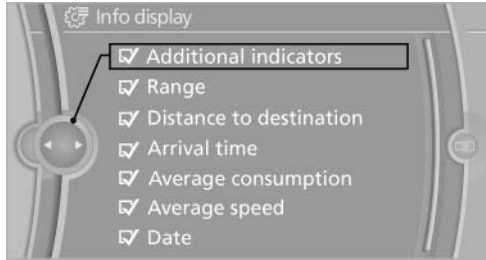 Info display
Additional indicators
Range
Distance to destination
Arrival time
Average consumption
Average speed
Date